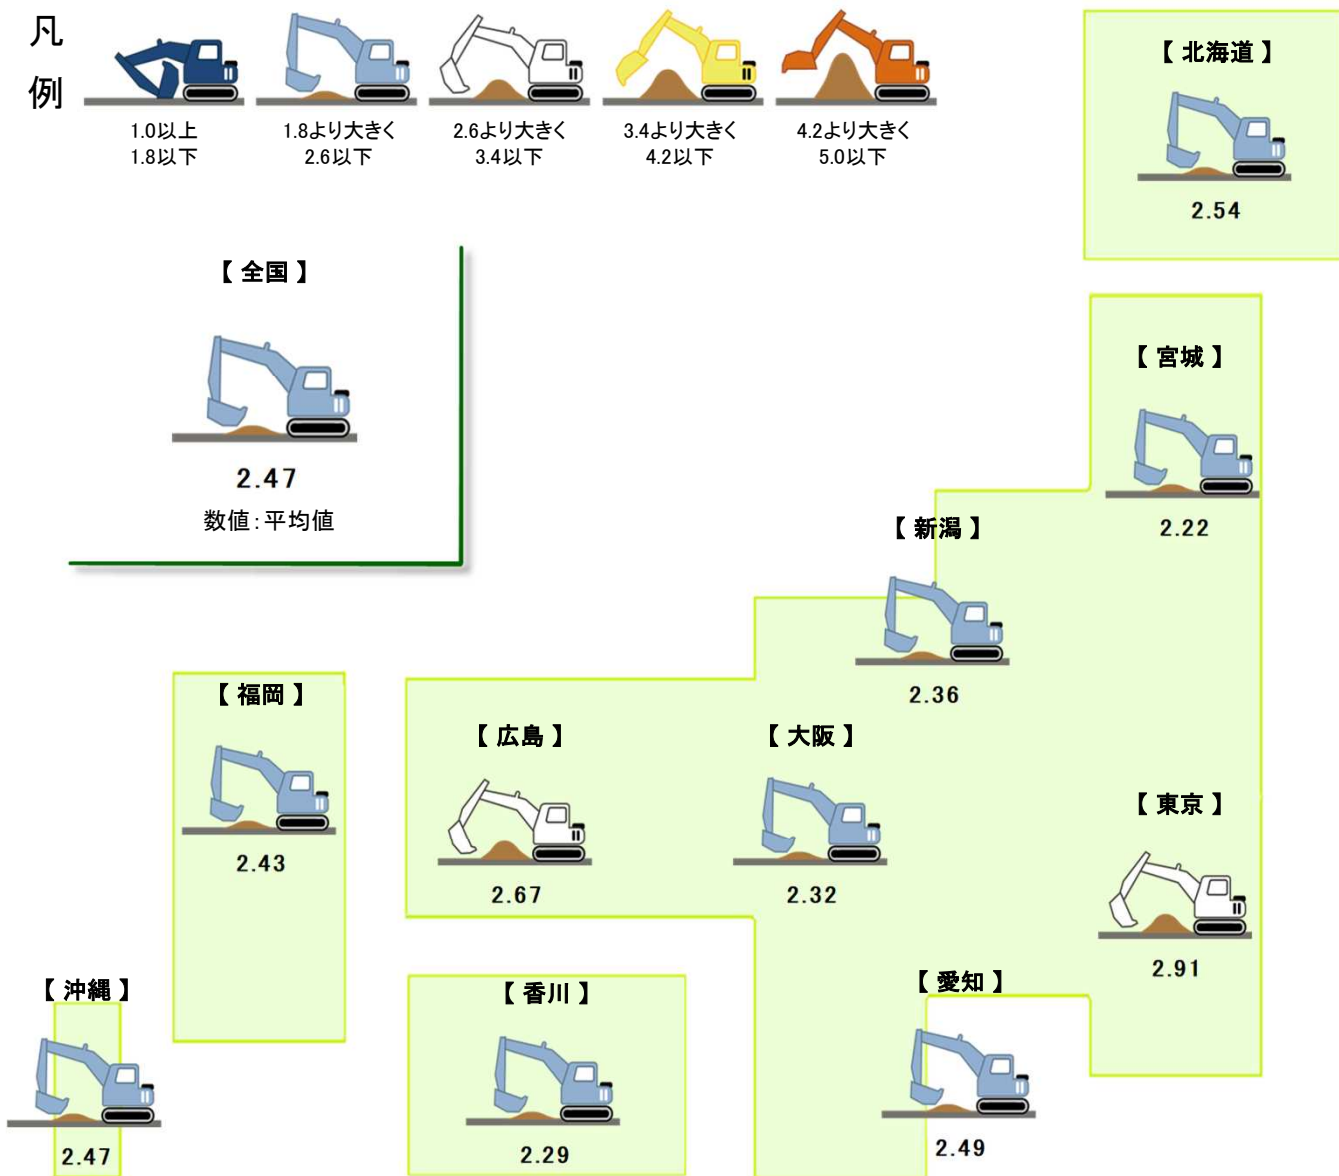 凡
例
1.0以上
1.8以下
1.8より大きく
2.6以下
2.6より大きく
3.4以下
3.4より大きく
4.2以下
4.2より大きく
5.0以下
【 北海道 】
2.54
【 全国 】
2.47
数値：平均値
【 宮城 】
2.22
【 新潟 】
2.36
【 福岡 】
2.43
【 広島 】
2.67
【 大阪 】
2.32
【 東京 】
2.91
【 沖縄 】
2.47
【 香川 】
2.29
【 愛知 】
2.49